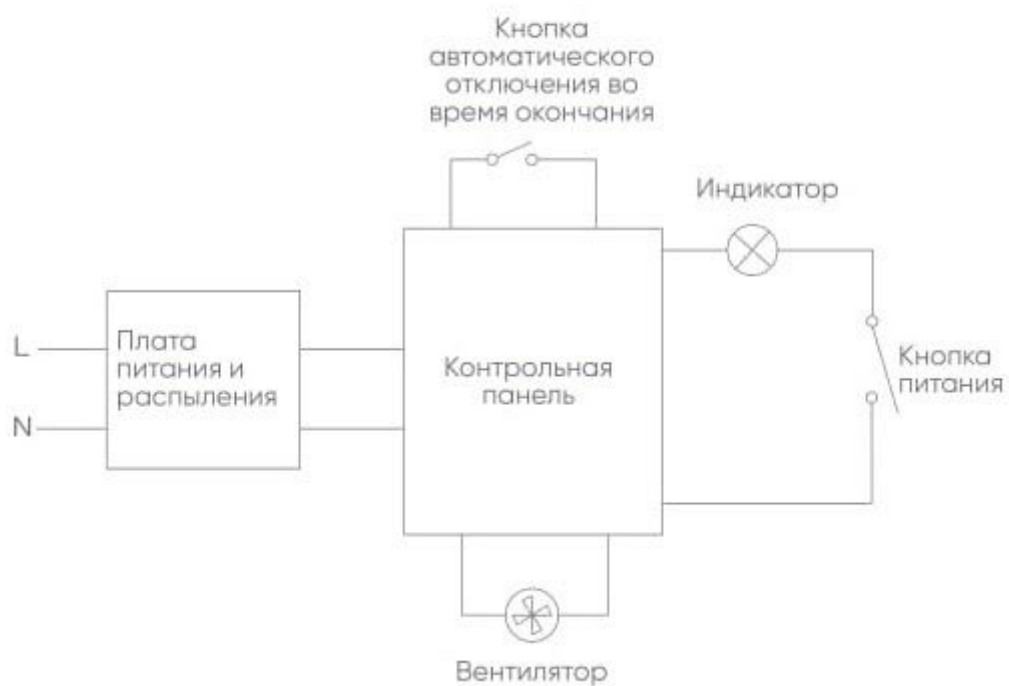 Кнопка
автоматического
отключения во
время окончания
Индикатор
L
N
Плата
питания и
распыления
Контрольная
панель
Кнопка
питания
Вентилятор